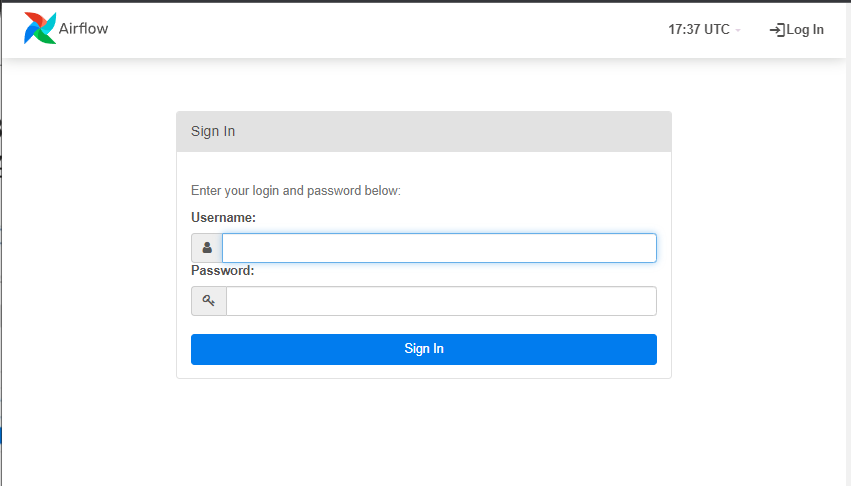 Airflow
17:37 UTC
Log In
Sign In
Enter your login and password below:
Username:
Password:
Sign In